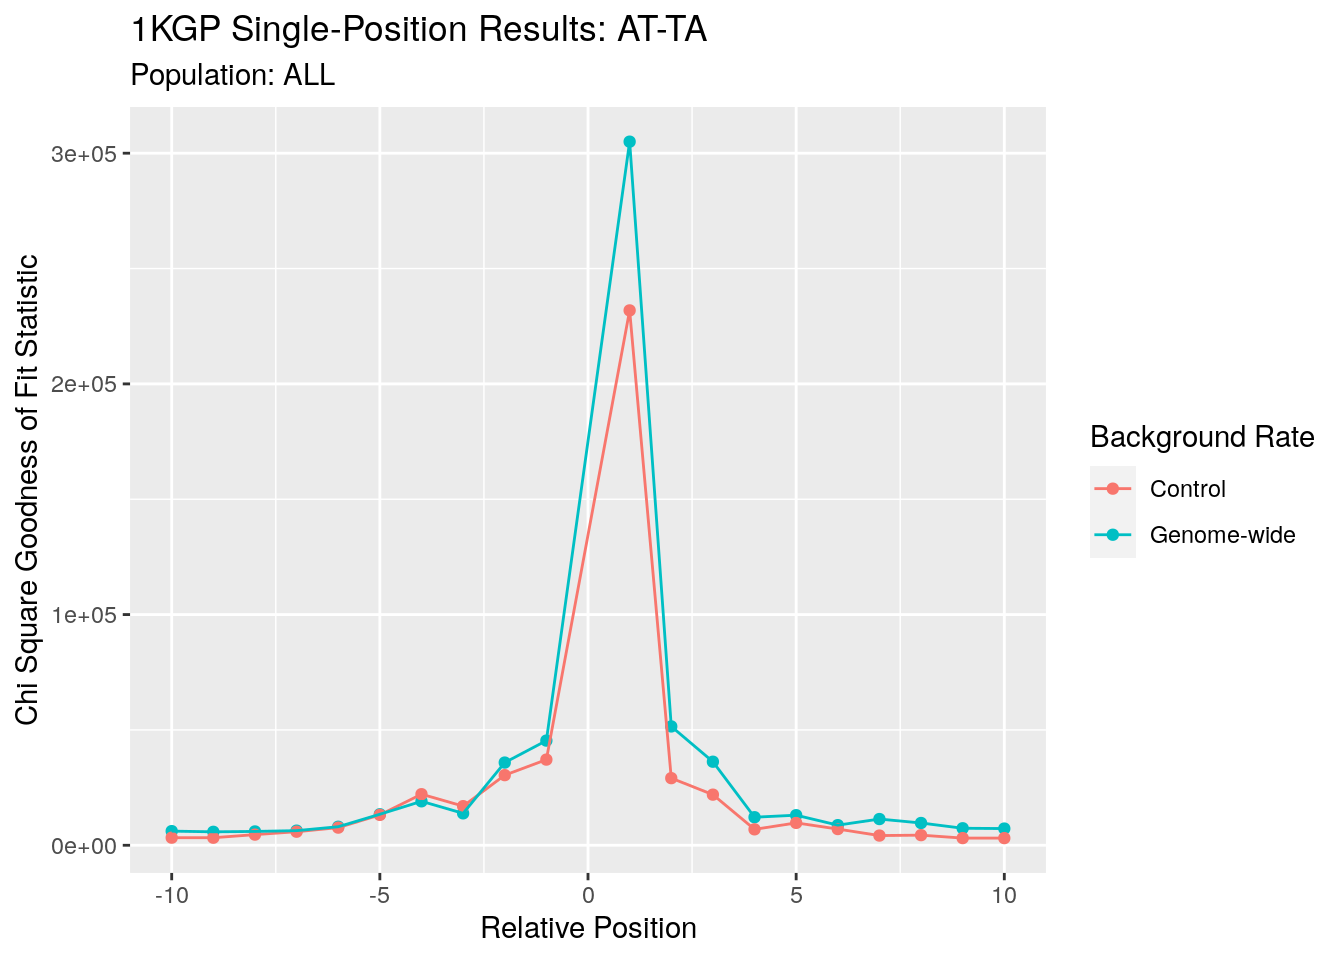 1KGP Single-Position Results: AT-TA
Population: ALL
Chi Square Goodness of Fit Statistic
3e+05
2e+05
1e+05
0e+00
-10
-5
0
5
10
Relative Position
Background Rate
Control
Genome-wide